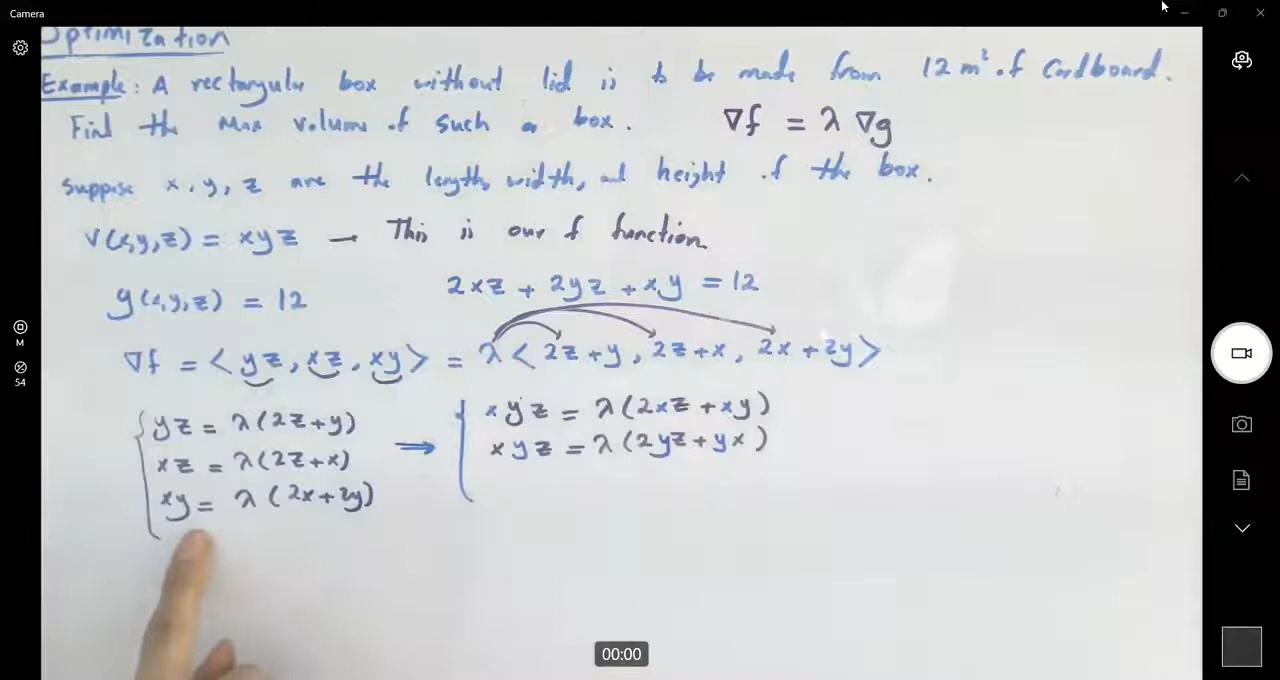 Camera
Optimization
Example: A rectangular box without lid is to be made from 12 m² of Cardboard.
Find the Max volume of such a box. ∇f = λ ∇g
Suppose x, y, z are the length, width, and height of the box.
V(x,y,z) = xyz — This is our f function
g(x,y,z) = 12 2xz + 2yz + xy = 12
∇f = < yz, xz, xy > = λ < 2z+y, 2z+x, 2x+2y >
yz = λ(2z+y)
xz = λ(2z+x)
xy = λ(2x+2y)
xyz = λ(2xz+xy)
xyz = λ(2yz+yx)
M
54
00:00